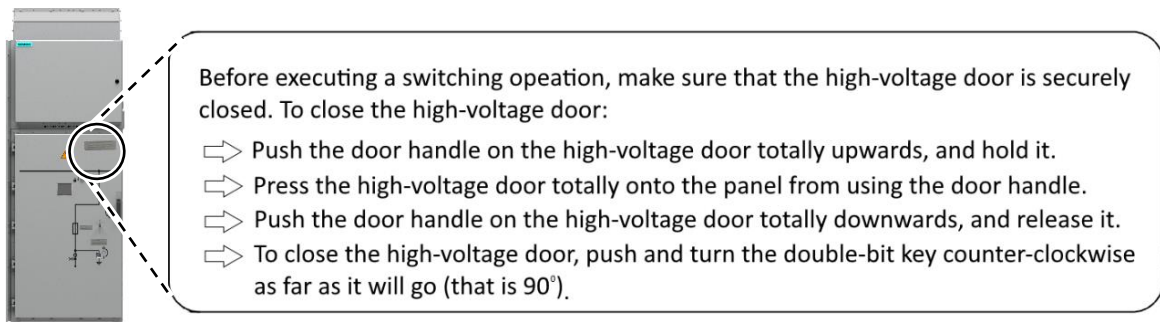 SIEMENS
Before executing a switching opeation, make sure that the high-voltage door is securely
closed. To close the high-voltage door:
Push the door handle on the high-voltage door totally upwards, and hold it.
Press the high-voltage door totally onto the panel from using the door handle.
Push the door handle on the high-voltage door totally downwards, and release it.
To close the high-voltage door, push and turn the double-bit key counter-clockwise
as far as it will go (that is 90°).